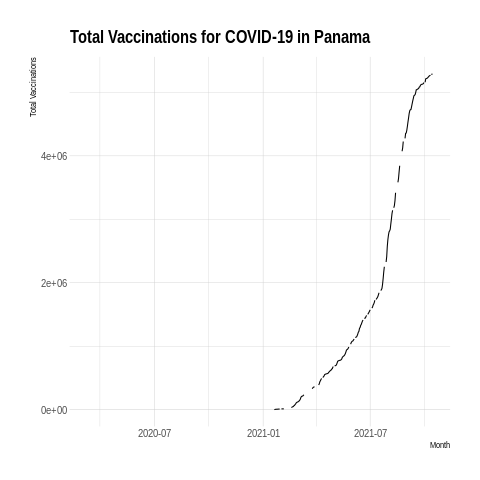 Total Vaccinations for COVID-19 in Panama
Total Vaccinations
4e+06
2e+06
0e+00
2020-07
2021-01
2021-07
Month